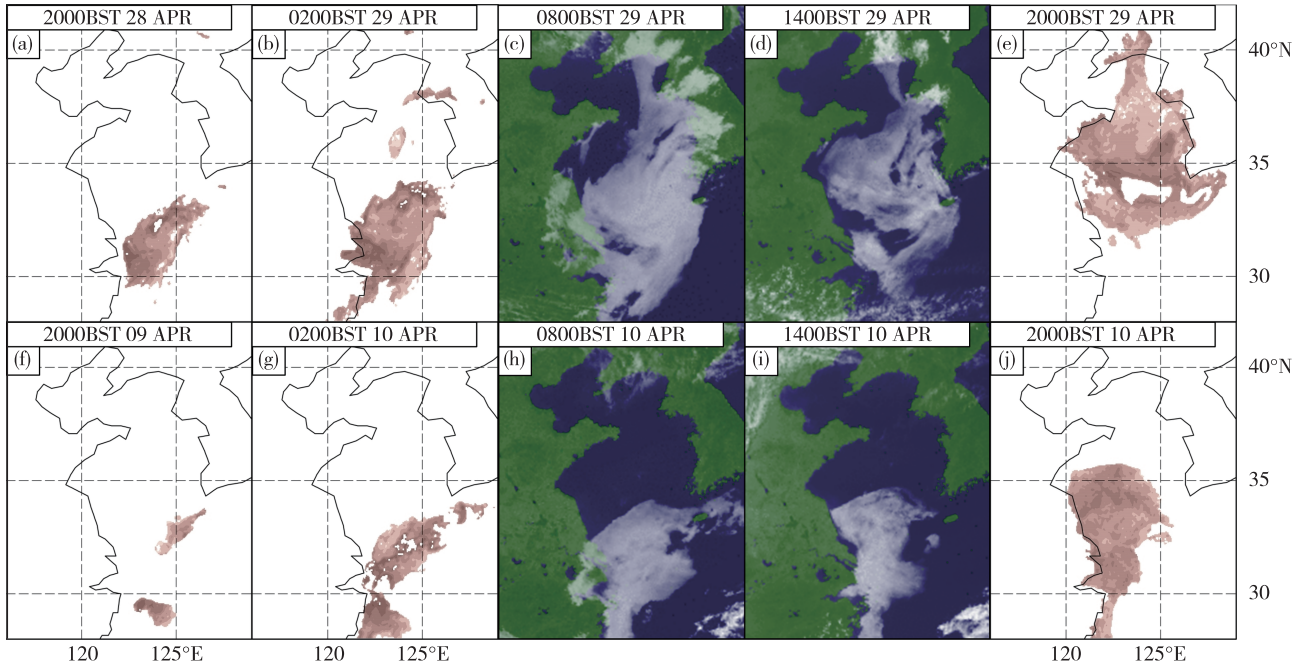 2000BST 28 APR
0200BST 29 APR
0800BST 29 APR
1400BST 29 APR
2000BST 29 APR
(a)
(b)
(c)
(d)
(e)
40°N
35
30
2000BST 09 APR
0200BST 10 APR
0800BST 10 APR
1400BST 10 APR
2000BST 10 APR
(f)
(g)
(h)
(i)
(j)
40°N
35
30
120 125°E
120 125°E
120 125°E